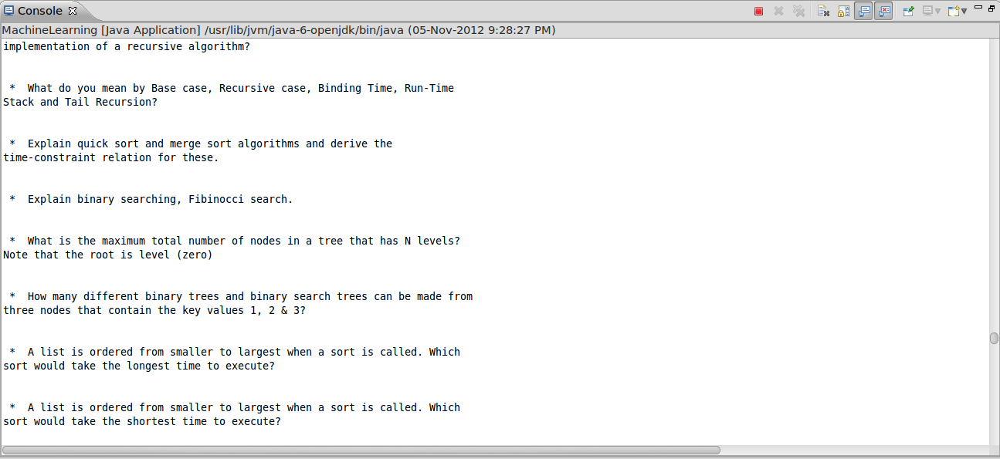 Console
MachineLearning [Java Application] /usr/lib/jvm/java-6-openjdk/bin/java (05-Nov-2012 9:28:27 PM)
implementation of a recursive algorithm?
*  What do you mean by Base case, Recursive case, Binding Time, Run-Time
Stack and Tail Recursion?
*  Explain quick sort and merge sort algorithms and derive the
time-constraint relation for these.
*  Explain binary searching, Fibinocci search.
*  What is the maximum total number of nodes in a tree that has N levels?
Note that the root is level (zero)
*  How many different binary trees and binary search trees can be made from
three nodes that contain the key values 1, 2 & 3?
*  A list is ordered from smaller to largest when a sort is called. Which
sort would take the longest time to execute?
*  A list is ordered from smaller to largest when a sort is called. Which
sort would take the shortest time to execute?